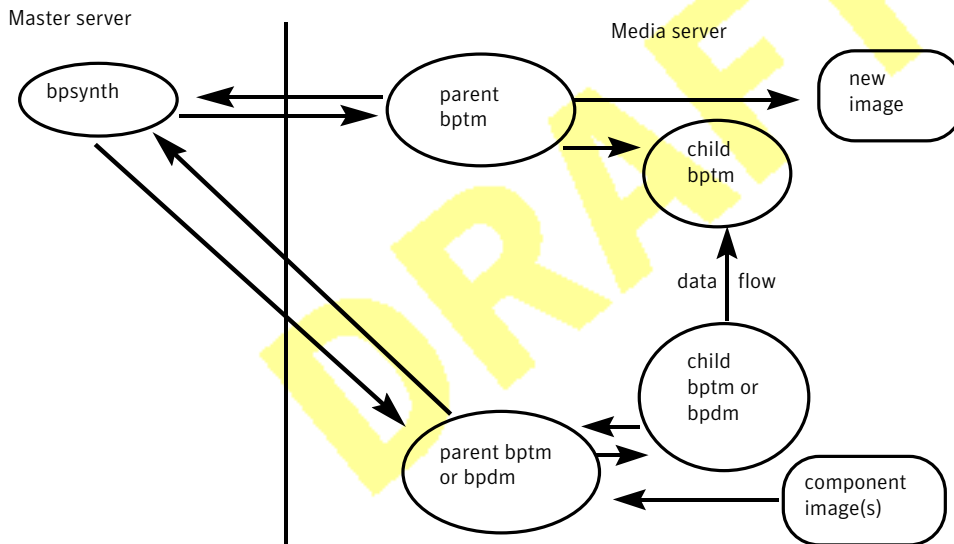 Master server
Media server
bpsynth
parent
bptm
new
image
child
bptm
data flow
child
bptm or
bpdm
parent bptm
or bpdm
component
image(s)
DRAFT